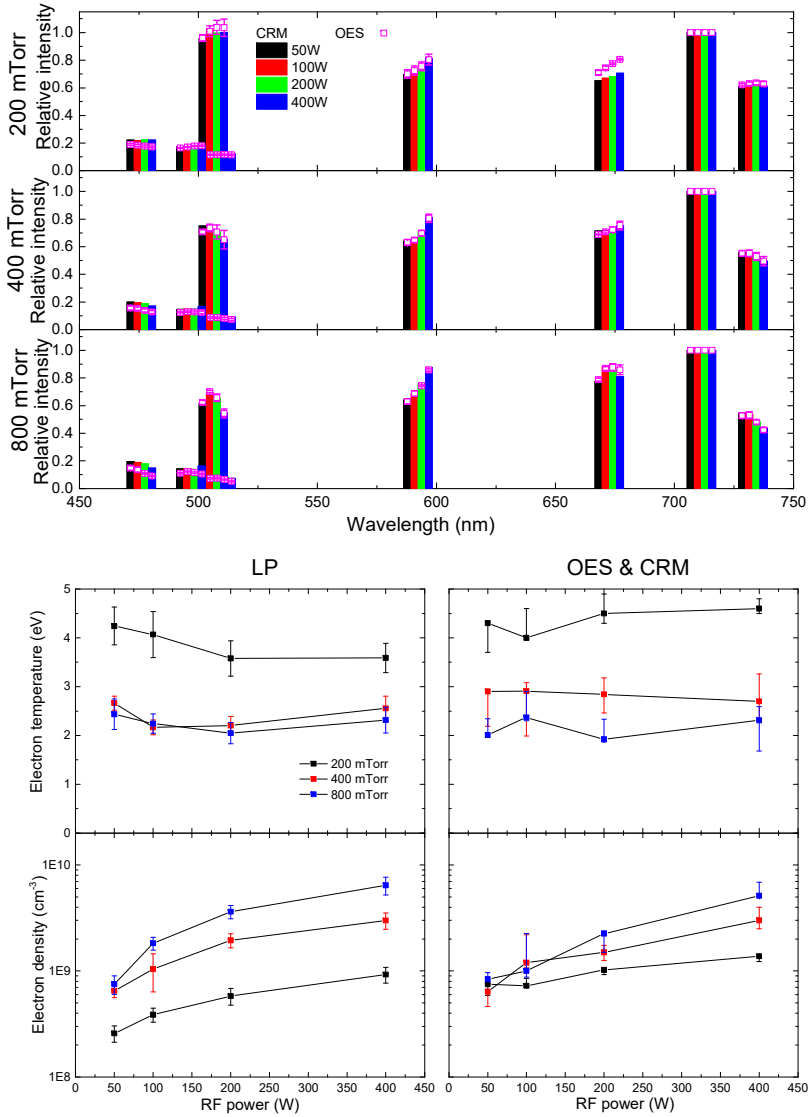 CRM OES
50W
100W
200W
400W
200 mTorr
Relative intensity
1.0
0.8
0.6
0.4
0.2
0.0
400 mTorr
Relative intensity
1.0
0.8
0.6
0.4
0.2
0.0
800 mTorr
Relative intensity
1.0
0.8
0.6
0.4
0.2
0.0
450 500 550 600 650 700 750
Wavelength (nm)
LP OES & CRM
Electron temperature (eV)
5
4
3
2
1
0
200 mTorr
400 mTorr
800 mTorr
Electron density (cm⁻³)
1E10
1E9
1E8
0 50 100 150 200 250 300 350 400 450 0 50 100 150 200 250 300 350 400 450
RF power (W) RF power (W)